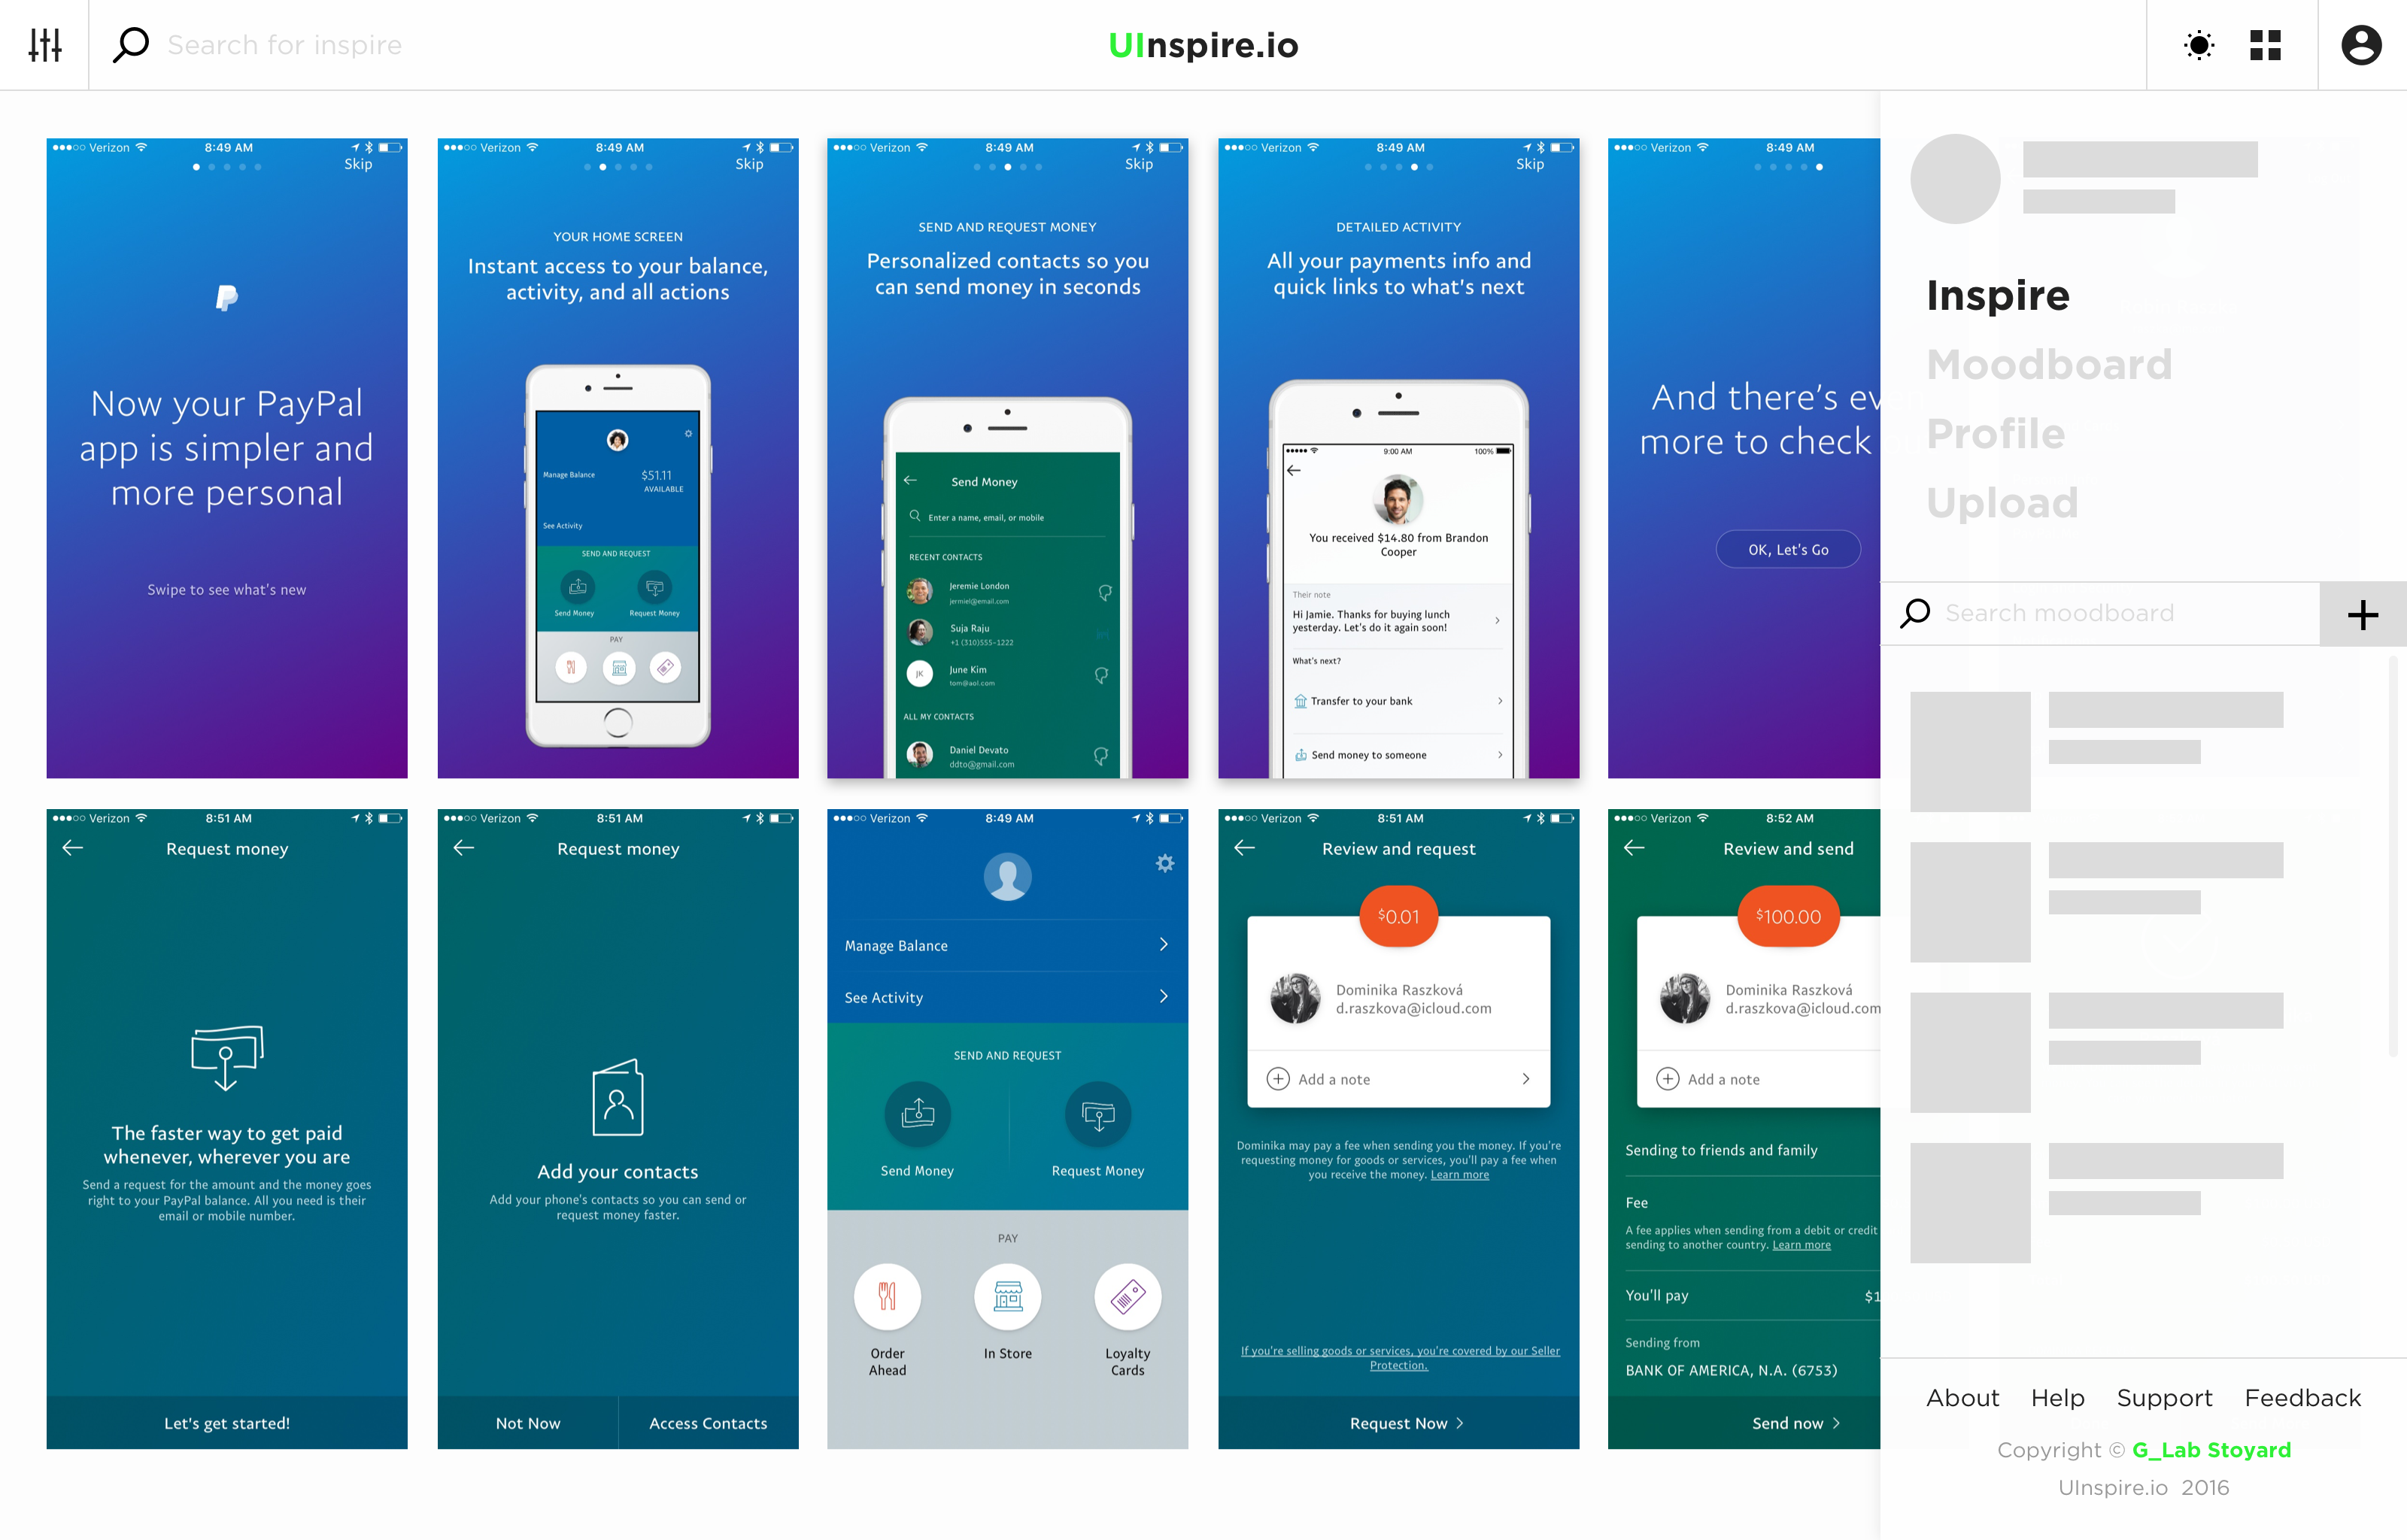 Search for inspire
UInspire.io
Verizon
8:49 AM
Skip
Now your PayPal
app is simpler and
more personal
Swipe to see what's new
Verizon
8:49 AM
Skip
YOUR HOME SCREEN
Instant access to your balance,
activity, and all actions
Manage Balance
$51.11
AVAILABLE
See Activity
SEND AND REQUEST
Send Money
Request Money
PAY
Verizon
8:49 AM
Skip
SEND AND REQUEST MONEY
Personalized contacts so you
can send money in seconds
Send Money
Enter a name, email, or mobile
RECENT CONTACTS
Jeremie London
jermiel@email.com
Suja Raju
+1 (310)555-1222
JK
June Kim
tom@aol.com
ALL MY CONTACTS
Daniel Devato
ddto@gmail.com
Verizon
8:49 AM
Skip
DETAILED ACTIVITY
All your payments info and
quick links to what's next
9:00 AM
100%
You received $14.80 from Brandon
Cooper
Their note
Hi Jamie. Thanks for buying lunch
yesterday. Let's do it again soon!
What's next?
Transfer to your bank
Send money to someone
Verizon
8:49 AM
And there's even
more to check
OK, Let's Go
Verizon
8:51 AM
Request money
The faster way to get paid
whenever, wherever you are
Send a request for the amount and the money goes
right to your PayPal balance. All you need is their
email or mobile number.
Let's get started!
Verizon
8:51 AM
Request money
Add your contacts
Add your phone's contacts so you can send or
request money faster.
Not Now
Access Contacts
Verizon
8:49 AM
Manage Balance
See Activity
SEND AND REQUEST
Send Money
Request Money
PAY
Order
Ahead
In Store
Loyalty
Cards
Verizon
8:51 AM
Review and request
$0.01
Dominika Raszková
d.raszkova@icloud.com
Add a note
Dominika may pay a fee when sending you the money. If you're
requesting money for goods or services, you'll pay a fee when
you receive the money. Learn more
If you're selling goods or services, you're covered by our Seller
Protection.
Request Now
Verizon
8:52 AM
Review and send
$100.00
Dominika Raszková
d.raszkova@icloud.com
Add a note
Sending to friends and family
Fee
A fee applies when sending from a debit or credit
sending to another country. Learn more
You'll pay
$1
Sending from
BANK OF AMERICA, N.A. (6753)
Send now
Inspire
Moodboard
Profile
Upload
Search moodboard
About Help Support Feedback
Copyright © G_Lab Stoyard
UInspire.io 2016